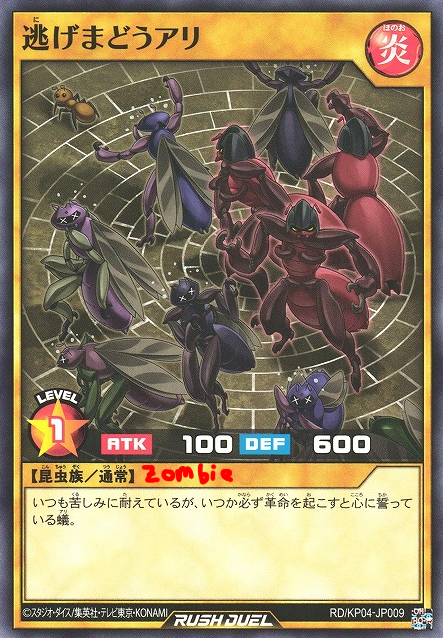 逃げまどうアリ
炎
LEVEL
1
ATK 100 DEF 600
【昆虫族／通常】 Zombie
いつも苦しみに耐えているが、いつか必ず革命を起こすと心に誓って
いる蟻。
©スタジオ・ダイス/集英社・テレビ東京・KONAMI RUSH DUEL RD/KP04-JP009